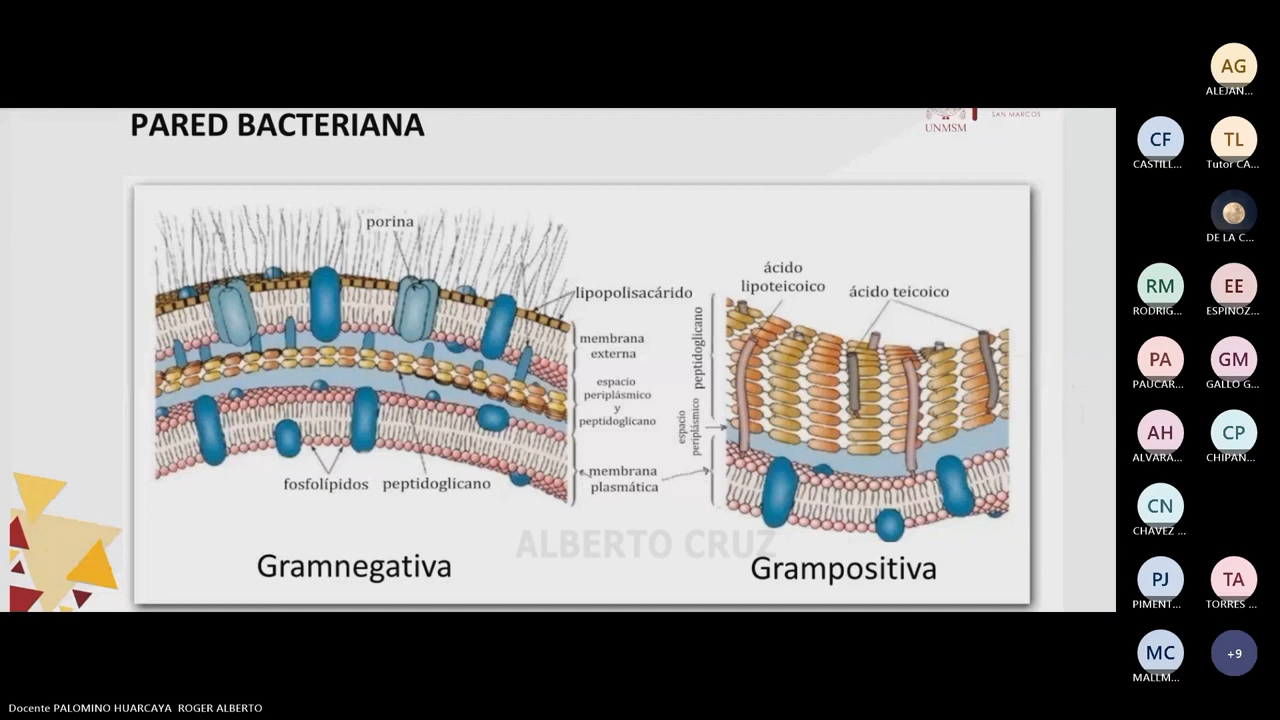 PARED BACTERIANA
UNMSM
SAN MARCOS
porina
lipopolisacárido
membrana
externa
espacio
periplásmico
y
peptidoglicano
membrana
plasmática
fosfolípidos
peptidoglicano
Gramnegativa
ácido
lipoteicoico
ácido teicoico
peptidoglicano
espacio
periplásmico
Grampositiva
ALBERTO CRUZ
AG
ALEJAN...
CF
CASTILL...
TL
Tutor CA...
DE LA C...
RM
RODRIG...
EE
ESPINOZ...
PA
PAUCAR...
GM
GALLO G...
AH
ALVARA...
CP
CHIPAN...
CN
CHAVEZ ...
PJ
PIMENT...
TA
TORRES ...
MC
MALLM...
+9
Docente PALOMINO HUARCAYA ROGER ALBERTO